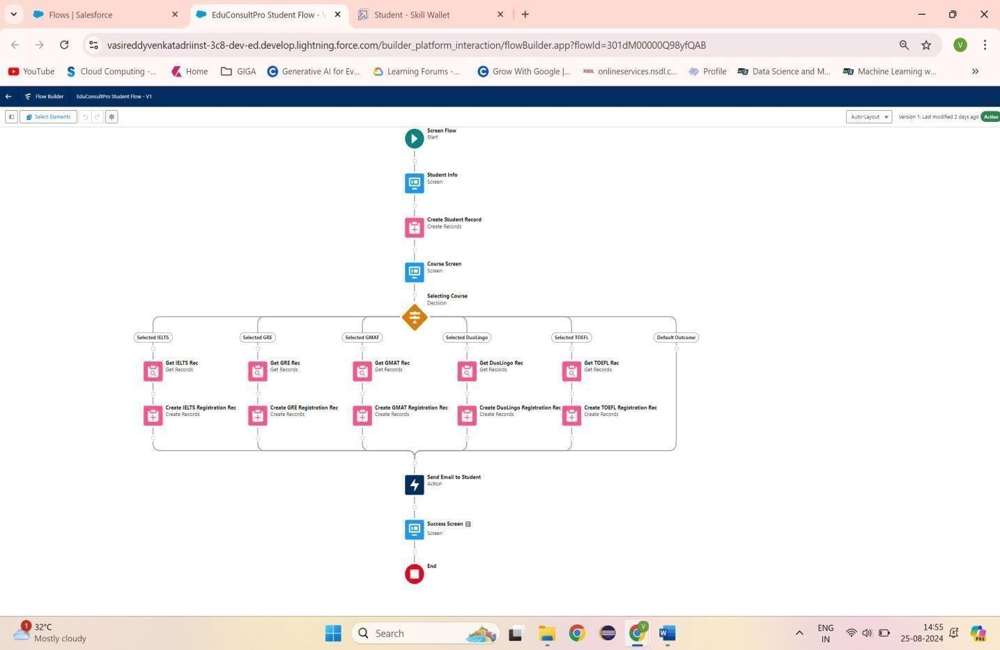 Flows | Salesforce
EduConsultPro Student Flow -
Student - Skill Wallet
vasireddyvenkatadriinst-3c8-dev-ed.develop.lightning.force.com/builder_platform_interaction/flowBuilder.app?flowId=301dM00000Q98yfQAB
V
YouTube
Cloud Computing -...
Home
GIGA
Generative AI for Ev...
Learning Forums -...
Grow With Google |...
NSDL onlineservices.nsdl.c...
Profile
edX Data Science and M...
edX Machine Learning w...
»
Flow Builder
EduConsultPro Student Flow - V1
Select Elements
Auto-Layout
Version 1: Last modified 2 days ago
Active
Screen Flow
Start
Student Info
Screen
Create Student Record
Create Records
Course Screen
Screen
Selecting Course
Decision
Selected IELTS
Selected GRE
Selected GMAT
Selected DuoLingo
Selected TOEFL
Default Outcome
Get IELTS Rec
Get Records
Get GRE Rec
Get Records
Get GMAT Rec
Get Records
Get DuoLingo Rec
Get Records
Get TOEFL Rec
Get Records
Create IELTS Registration Rec
Create Records
Create GRE Registration Rec
Create Records
Create GMAT Registration Rec
Create Records
Create DuoLingo Registration Rec
Create Records
Create TOEFL Registration Rec
Create Records
Send Email to Student
Action
Success Screen
Screen
End
1
32°C
Mostly cloudy
Search
V
W
ENG
IN
14:55
25-08-2024
PRE